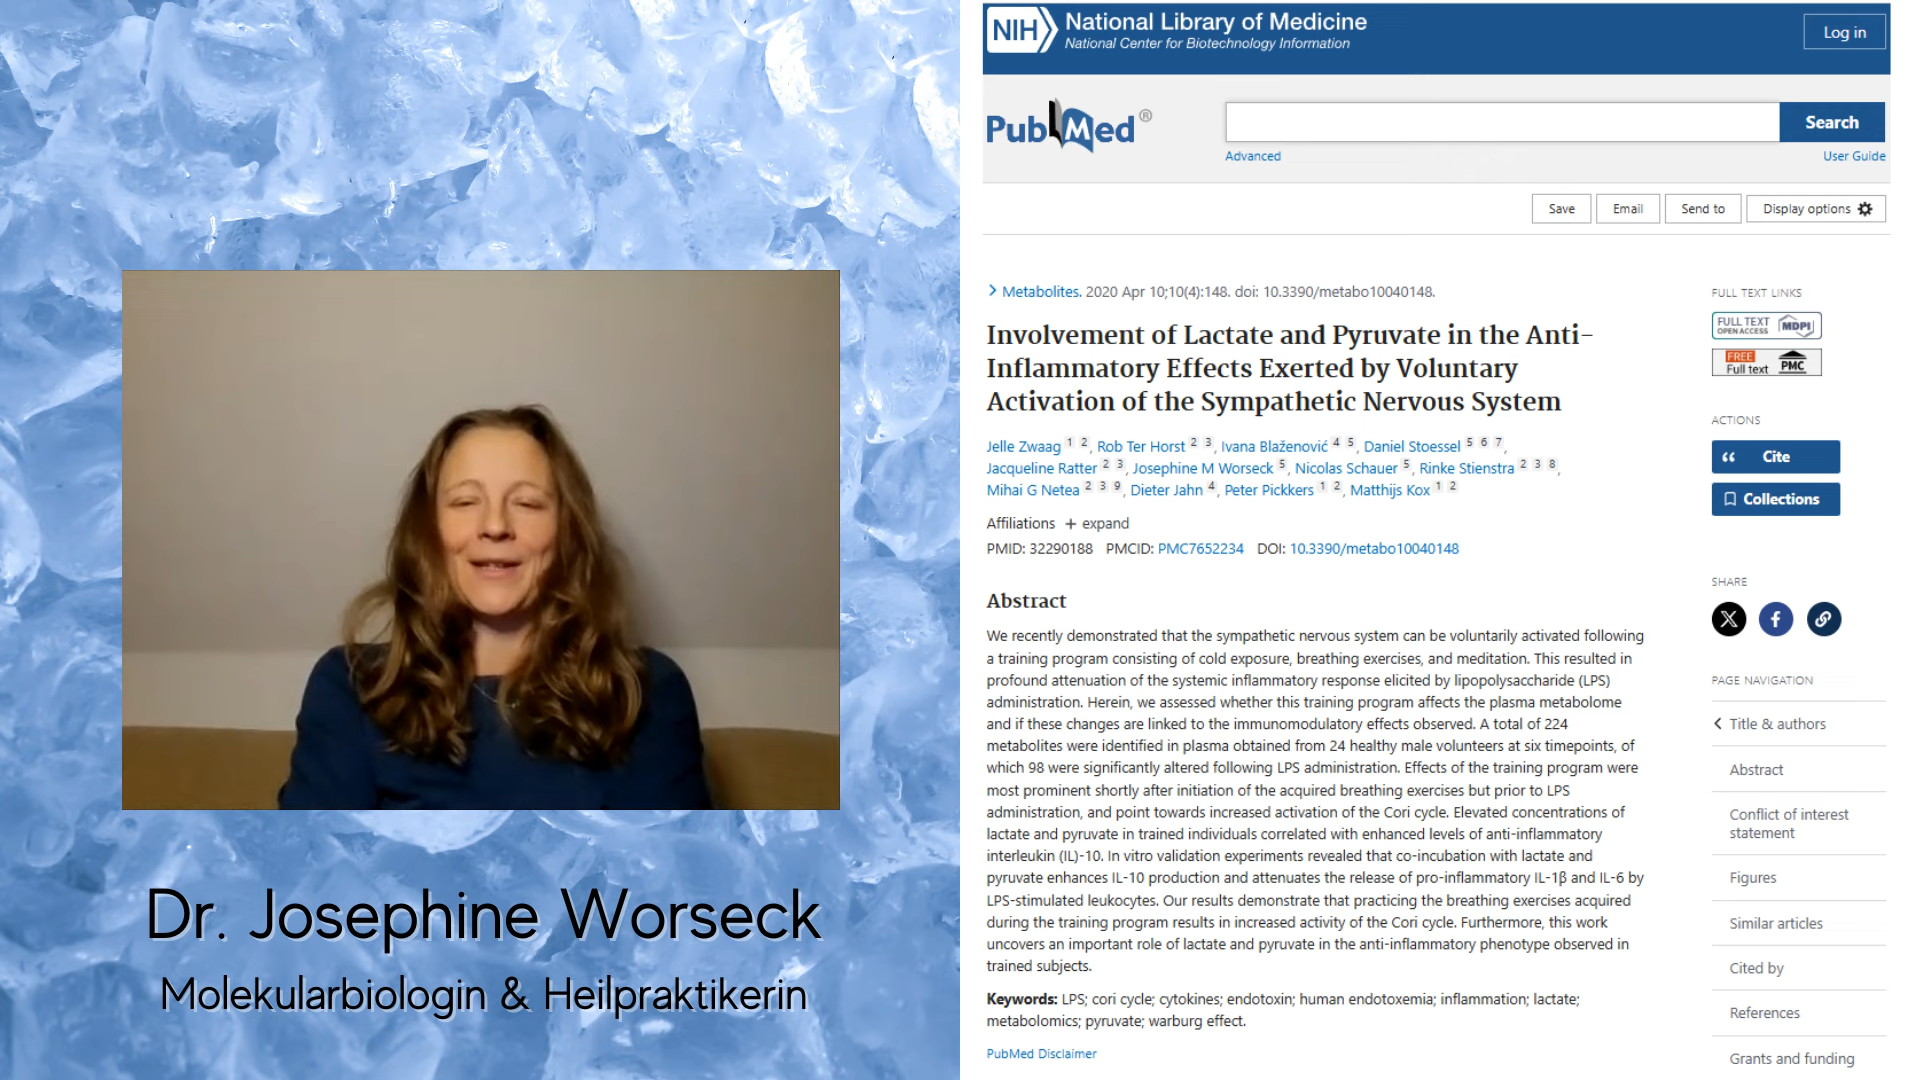 Dr. Josephine Worseck
Molekularbiologin & Heilpraktikerin
NIH National Library of Medicine
National Center for Biotechnology Information
Log in
PubMed®
Search
Advanced
User Guide
Save
Email
Send to
Display options
> Metabolites. 2020 Apr 10;10(4):148. doi: 10.3390/metabo10040148.
Involvement of Lactate and Pyruvate in the Anti-
Inflammatory Effects Exerted by Voluntary
Activation of the Sympathetic Nervous System
Jelle Zwaag 1 2, Rob Ter Horst 2 3, Ivana Blaženović 4 5, Daniel Stoessel 5 6 7,
Jacqueline Ratter 2 3, Josephine M Worseck 5, Nicolas Schauer 5, Rinke Stienstra 2 3 8,
Mihai G Netea 2 3 9, Dieter Jahn 4, Peter Pickkers 1 2, Matthijs Kox 1 2
Affiliations + expand
PMID: 32290188 PMCID: PMC7652234 DOI: 10.3390/metabo10040148
Abstract
We recently demonstrated that the sympathetic nervous system can be voluntarily activated following
a training program consisting of cold exposure, breathing exercises, and meditation. This resulted in
profound attenuation of the systemic inflammatory response elicited by lipopolysaccharide (LPS)
administration. Herein, we assessed whether this training program affects the plasma metabolome
and if these changes are linked to the immunomodulatory effects observed. A total of 224
metabolites were identified in plasma obtained from 24 healthy male volunteers at six timepoints, of
which 98 were significantly altered following LPS administration. Effects of the training program were
most prominent shortly after initiation of the acquired breathing exercises but prior to LPS
administration, and point towards increased activation of the Cori cycle. Elevated concentrations of
lactate and pyruvate in trained individuals correlated with enhanced levels of anti-inflammatory
interleukin (IL)-10. In vitro validation experiments revealed that co-incubation with lactate and
pyruvate enhances IL-10 production and attenuates the release of pro-inflammatory IL-1β and IL-6 by
LPS-stimulated leukocytes. Our results demonstrate that practicing the breathing exercises acquired
during the training program results in increased activity of the Cori cycle. Furthermore, this work
uncovers an important role of lactate and pyruvate in the anti-inflammatory phenotype observed in
trained subjects.
Keywords: LPS; cori cycle; cytokines; endotoxin; human endotoxemia; inflammation; lactate;
metabolomics; pyruvate; warburg effect.
PubMed Disclaimer
FULL TEXT LINKS
FULL TEXT
OPEN ACCESS
MDPI
FREE
Full text
PMC
ACTIONS
Cite
Collections
SHARE
PAGE NAVIGATION
Title & authors
Abstract
Conflict of interest
statement
Figures
Similar articles
Cited by
References
Grants and funding